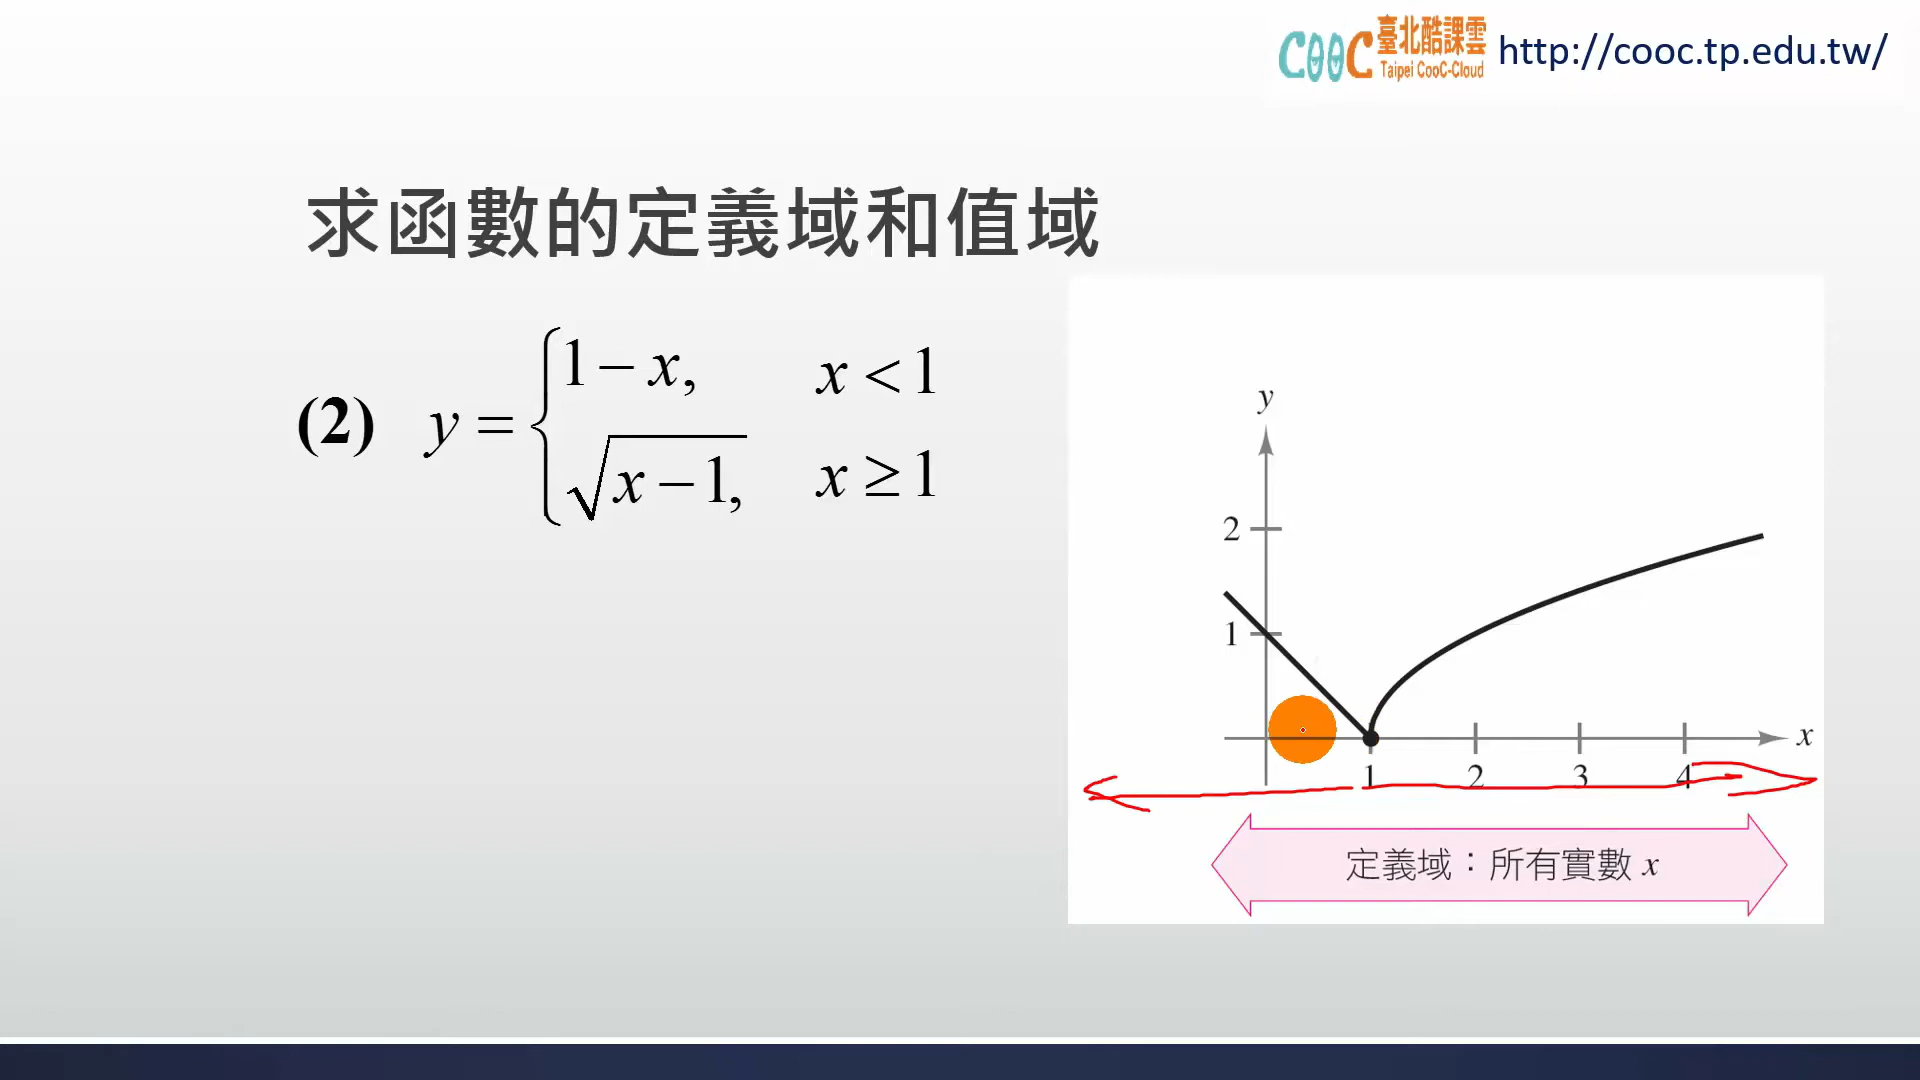 COOC 臺北酷課雲 Taipei CooC-Cloud http://cooc.tp.edu.tw/
求函數的定義域和值域
(2) y = { 1 − x, x < 1
√(x − 1), x ≥ 1
y
2
1
x
1 2 3 4
定義域：所有實數 x